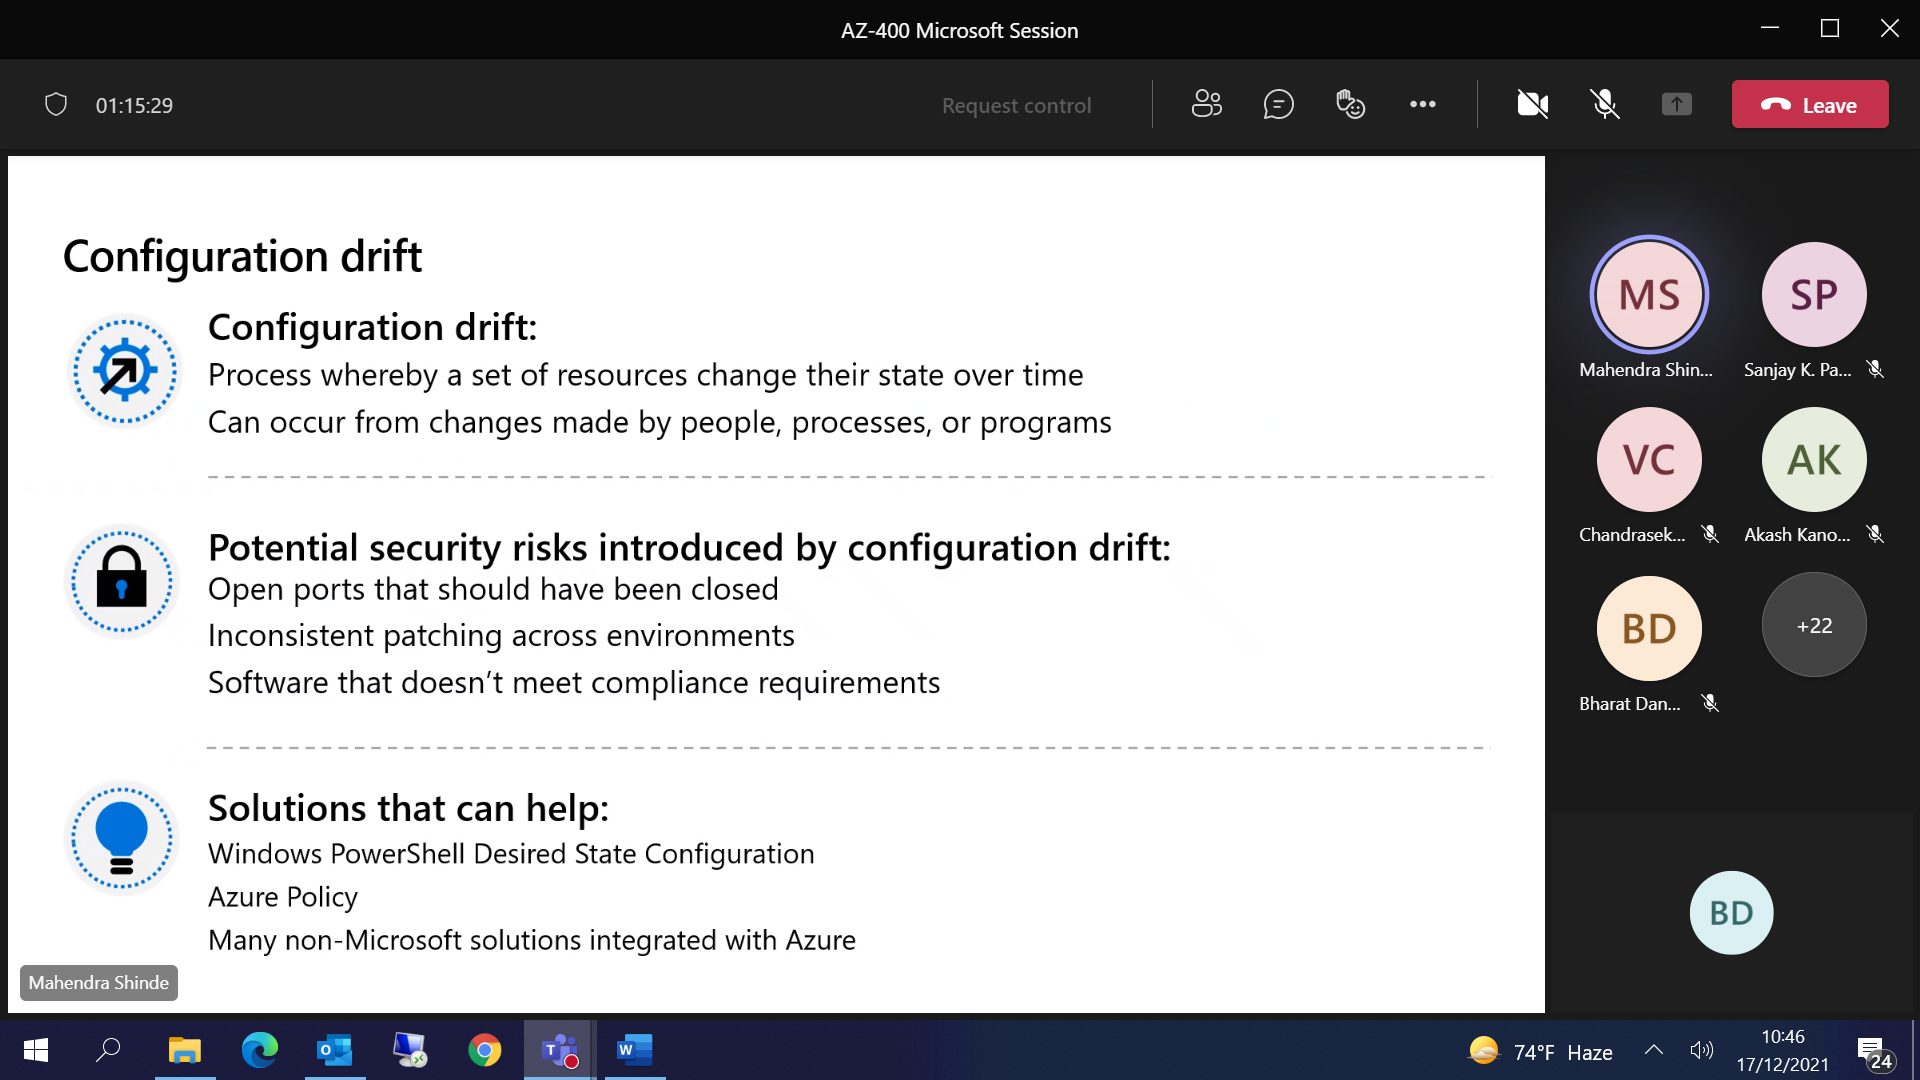 AZ-400 Microsoft Session
01:15:29
Request control
Leave
Configuration drift
Configuration drift:
Process whereby a set of resources change their state over time
Can occur from changes made by people, processes, or programs
Potential security risks introduced by configuration drift:
Open ports that should have been closed
Inconsistent patching across environments
Software that doesn’t meet compliance requirements
Solutions that can help:
Windows PowerShell Desired State Configuration
Azure Policy
Many non-Microsoft solutions integrated with Azure
Mahendra Shinde
MS
SP
Mahendra Shin...
Sanjay K. Pa...
VC
AK
Chandrasek...
Akash Kano...
BD
+22
Bharat Dan...
BD
74°F Haze
10:46
17/12/2021
24